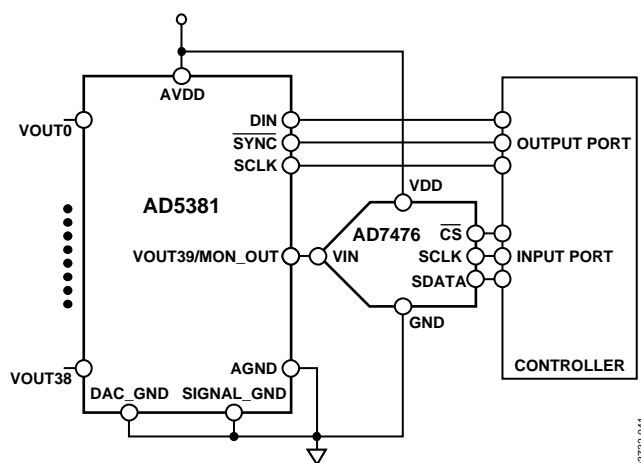 AVDD
VOUT0
DIN
SYNC
SCLK
OUTPUT PORT
AD5381
VDD
AD7476
CS
VOUT39/MON_OUT
VIN
SCLK
INPUT PORT
SDATA
GND
VOUT38
AGND
CONTROLLER
DAC_GND
SIGNAL_GND